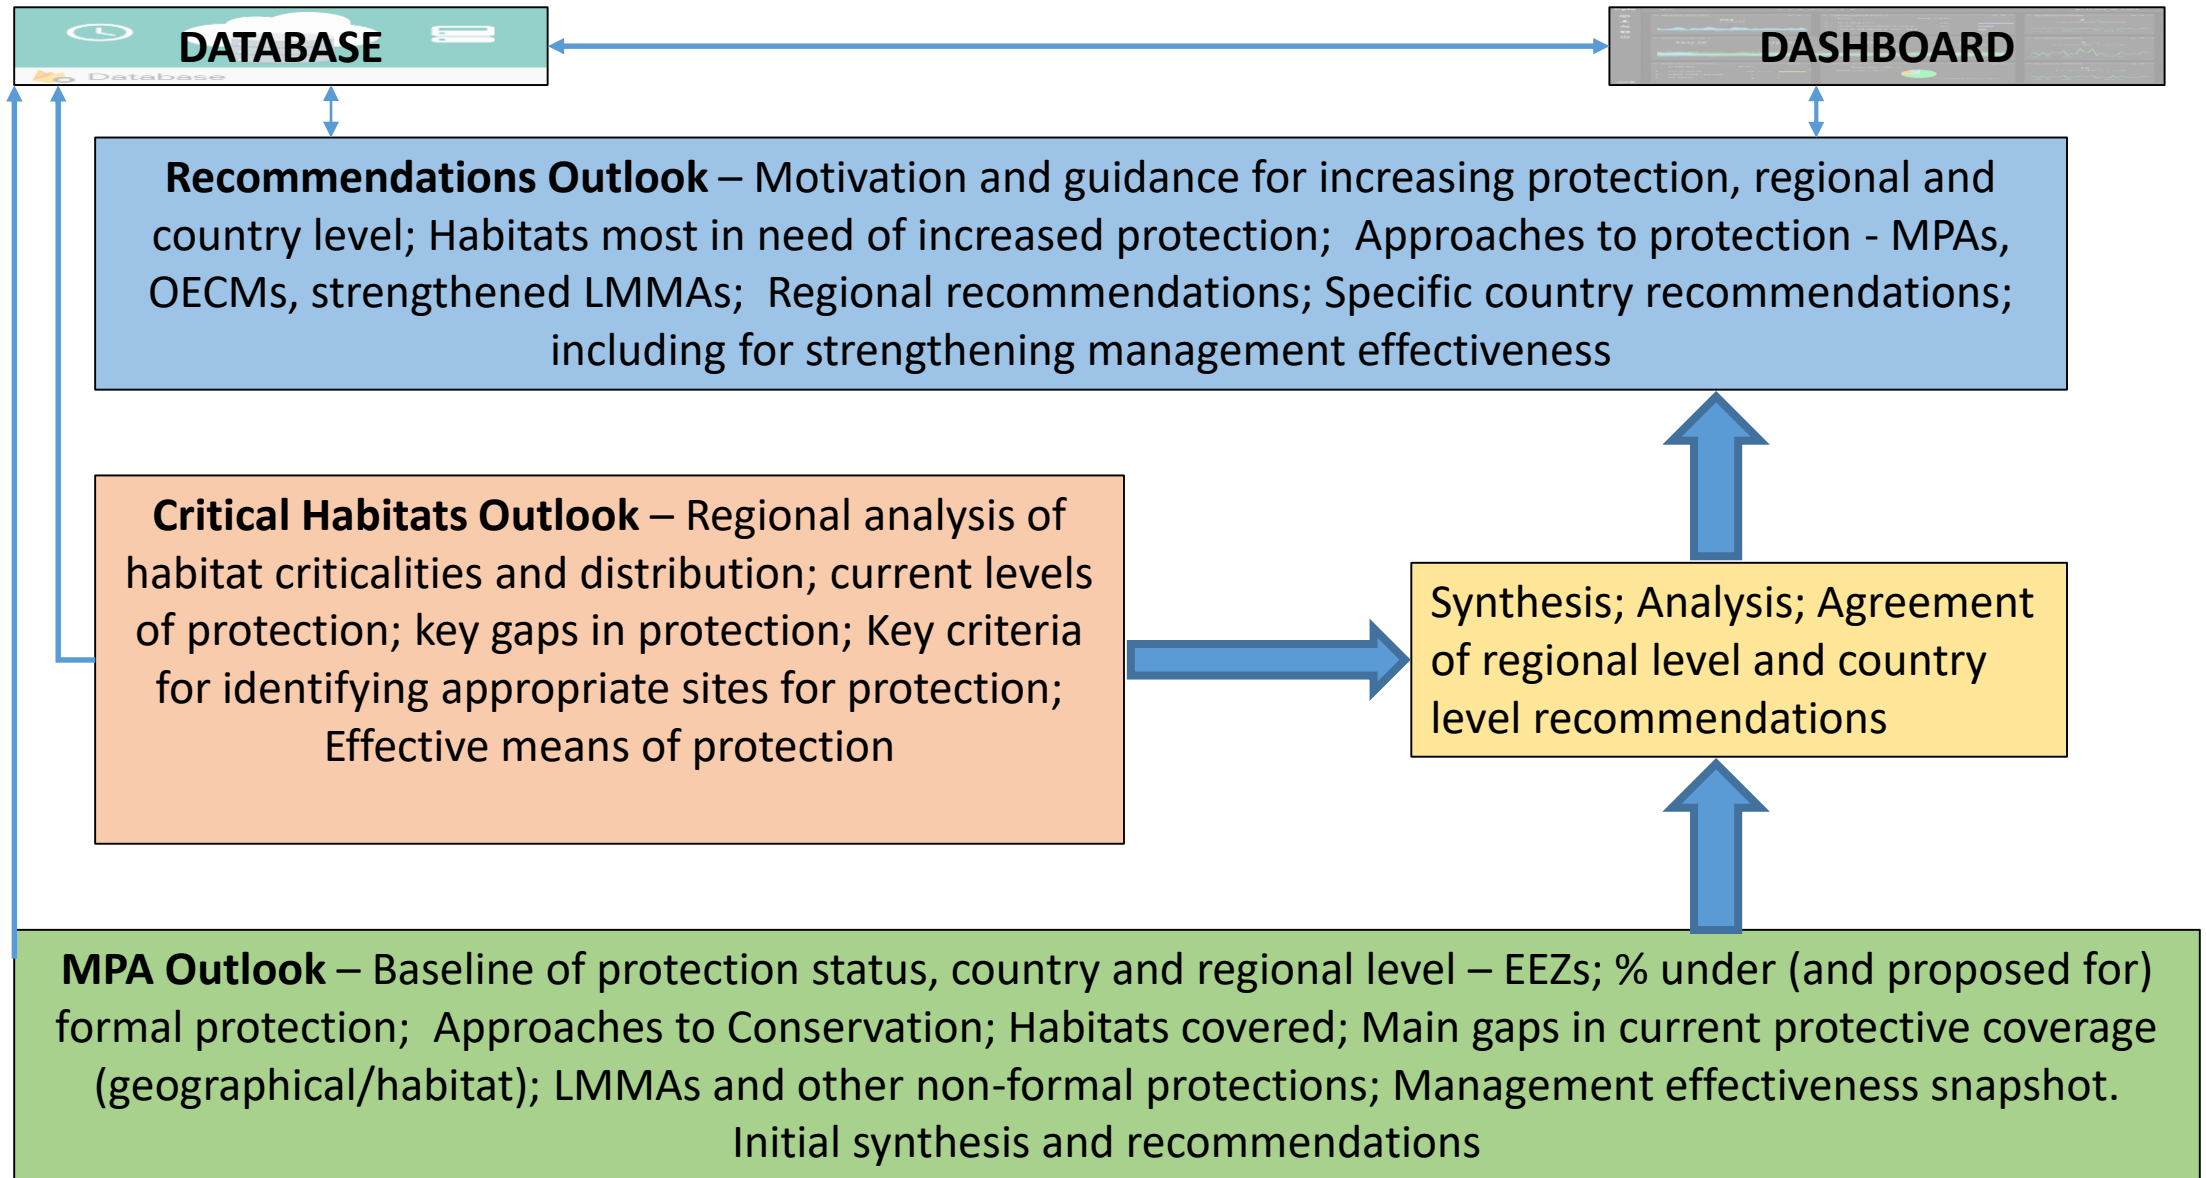 DATABASE
Database
DASHBOARD
Recommendations Outlook – Motivation and guidance for increasing protection, regional and
country level; Habitats most in need of increased protection;  Approaches to protection - MPAs,
OECMs, strengthened LMMAs;  Regional recommendations; Specific country recommendations;
including for strengthening management effectiveness
Critical Habitats Outlook – Regional analysis of
habitat criticalities and distribution; current levels
of protection; key gaps in protection; Key criteria
for identifying appropriate sites for protection;
Effective means of protection
Synthesis; Analysis; Agreement
of regional level and country
level recommendations
MPA Outlook – Baseline of protection status, country and regional level – EEZs; % under (and proposed for)
formal protection;  Approaches to Conservation; Habitats covered; Main gaps in current protective coverage
(geographical/habitat); LMMAs and other non-formal protections; Management effectiveness snapshot.
Initial synthesis and recommendations